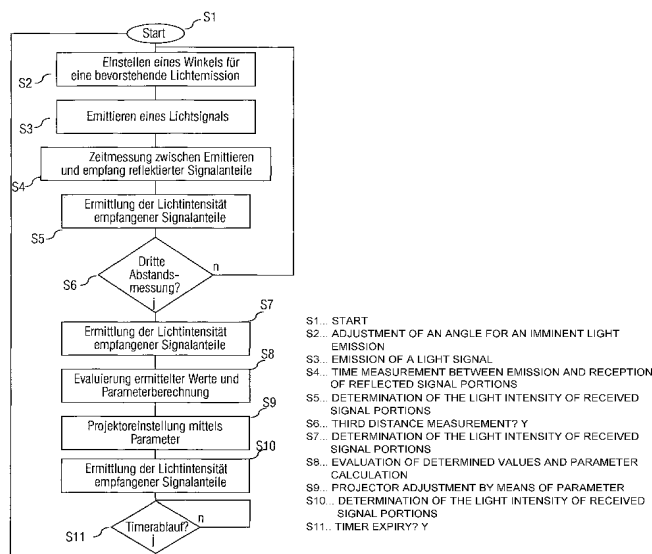 S1
Start
Einstellen eines Winkels für
eine bevorstehende Lichtemission
S2
Emittieren eines Lichtsignals
S3
Zeitmessung zwischen Emittieren
und empfang reflektierter Signalanteile
S4
Ermittlung der Lichtintensität
empfangener Signalanteile
S5
Dritte
Abstands-
messung?
n
j
S6
S7
Ermittlung der Lichtintensität
empfangener Signalanteile
S8
Evaluierung ermittelter Werte und
Parameterberechnung
S9
Projektoreinstellung mittels
Parameter
S10
Ermittlung der Lichtintensität
empfangener Signalanteile
n
Timerablauf?
j
S11
S1... START
S2... ADJUSTMENT OF AN ANGLE FOR AN IMMINENT LIGHT
EMISSION
S3... EMISSION OF A LIGHT SIGNAL
S4... TIME MEASUREMENT BETWEEN EMISSION AND RECEPTION
OF REFLECTED SIGNAL PORTIONS
S5... DETERMINATION OF THE LIGHT INTENSITY OF RECEIVED
SIGNAL PORTIONS
S6... THIRD DISTANCE MEASUREMENT? Y
S7... DETERMINATION OF THE LIGHT INTENSITY OF RECEIVED
SIGNAL PORTIONS
S8... EVALUATION OF DETERMINED VALUES AND PARAMETER
CALCULATION
S9... PROJECTOR ADJUSTMENT BY MEANS OF PARAMETER
S10... DETERMINATION OF THE LIGHT INTENSITY OF RECEIVED
SIGNAL PORTIONS
S11.. TIMER EXPIRY? Y